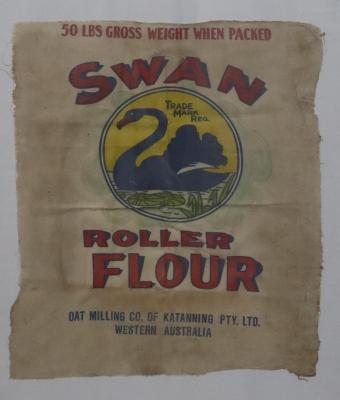 50 LBS GROSS WEIGHT WHEN PACKED
SWAN
TRADE
MARK
REG.
ROLLER
FLOUR
OAT MILLING CO. OF KATANNING PTY. LTD.
WESTERN AUSTRALIA